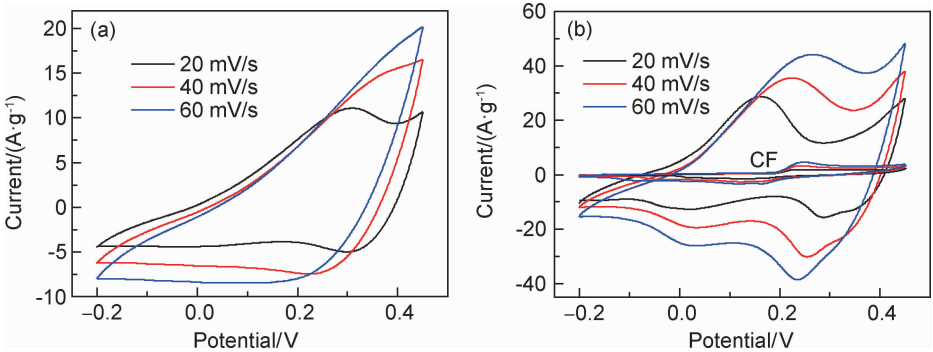 (a)
20 mV/s
40 mV/s
60 mV/s
Current/(A·g⁻¹)
20
15
10
5
0
-5
-10
-0.2
0.0
0.2
0.4
Potential/V
(b)
20 mV/s
40 mV/s
60 mV/s
CF
Current/(A·g⁻¹)
60
40
20
0
-20
-40
-0.2
0.0
0.2
0.4
Potential/V